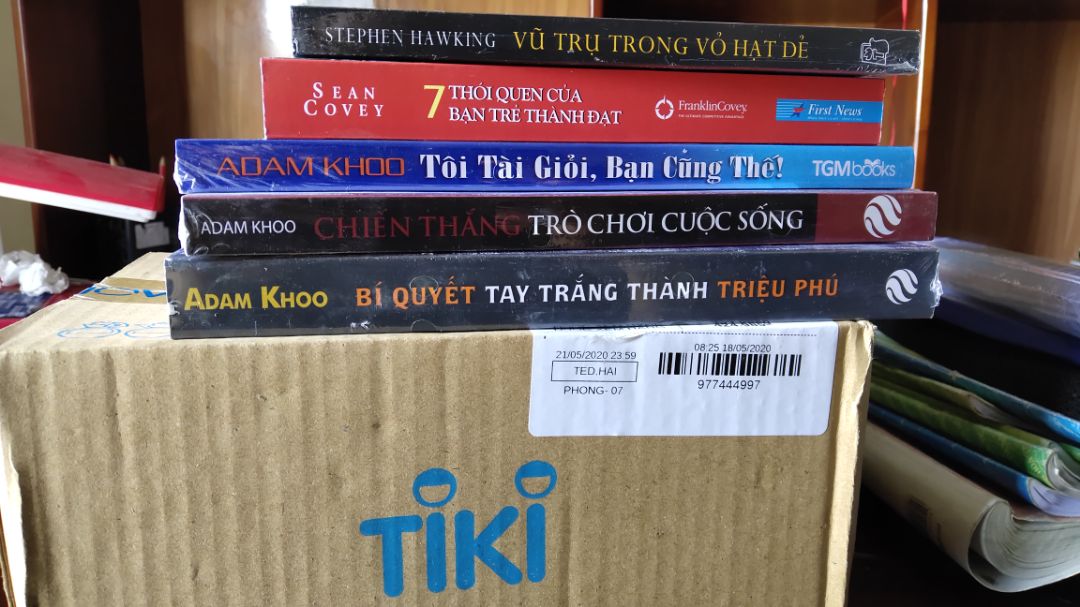 STEPHEN HAWKING VŨ TRỤ TRONG VỎ HẠT DẺ
SEAN
COVEY
7 THÓI QUEN CỦA
BẠN TRẺ THÀNH ĐẠT
FranklinCovey
First News
ADAM KHOO Tôi Tài Giỏi, Bạn Cũng Thế! TGMbooks
ADAM KHOO CHIẾN THẮNG TRÒ CHƠI CUỘC SỐNG
ADAM KHOO BÍ QUYẾT TAY TRẮNG THÀNH TRIỆU PHÚ
21/05/2020 23:59
TED.HAI
PHONG- 07
08:25 18/05/2020
977444997
TiKi